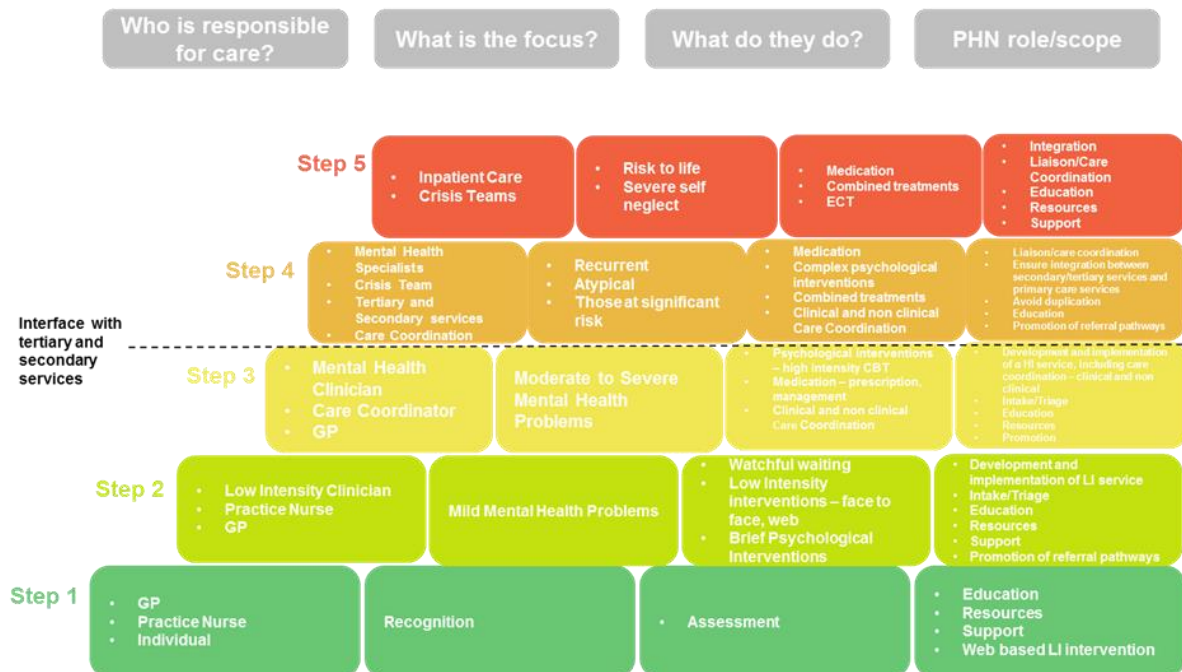 Who is responsible
for care?
What is the focus?
What do they do?
PHN role/scope
Step 5
• Inpatient Care
• Crisis Teams
• Risk to life
• Severe self
neglect
• Medication
• Combined treatments
• ECT
• Integration
• Liaison/Care
Coordination
• Education
• Resources
• Support
Step 4
• Mental Health
Specialists
• Crisis Team
• Tertiary and
Secondary services
• Care Coordination
• Recurrent
• Atypical
• Those at significant
risk
• Medication
• Complex psychological
interventions
• Combined treatments
• Clinical and non clinical
Care Coordination
• Liaison/care coordination
• Ensure integration between
secondary/tertiary services and
primary care services
• Avoid duplication
• Education
• Promotion of referral pathways
Interface with
tertiary and
secondary
services
Step 3
• Mental Health
Clinician
• Care Coordinator
• GP
Moderate to Severe
Mental Health
Problems
• Psychological interventions
– high intensity CBT
• Medication – prescription,
management
• Clinical and non clinical
Care Coordination
• Development and implementation
of a HI service, including care
coordination – clinical and non
clinical
• Intake/Triage
• Education
• Resources
• Promotion
Step 2
• Low Intensity Clinician
• Practice Nurse
• GP
Mild Mental Health Problems
• Watchful waiting
• Low Intensity
interventions – face to
face, web
• Brief Psychological
Interventions
• Development and
implementation of LI service
• Intake/Triage
• Education
• Resources
• Support
• Promotion of referral pathways
Step 1
• GP
• Practice Nurse
• Individual
Recognition
• Assessment
• Education
• Resources
• Support
• Web based LI intervention